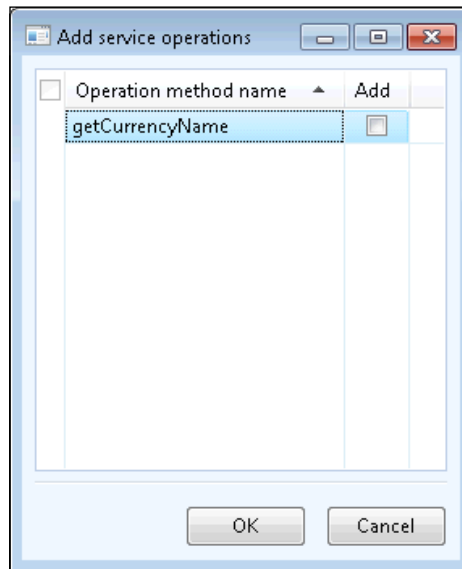 Add service operations
Operation method name Add
getCurrencyName
OK Cancel